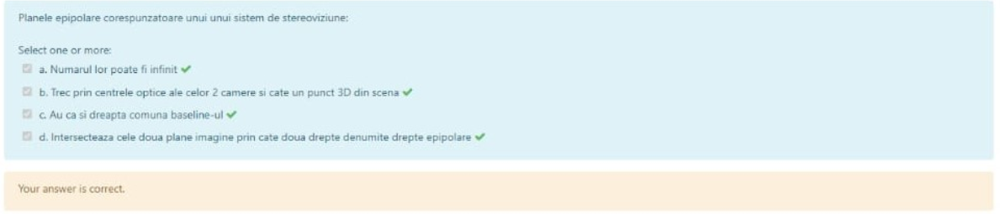 Planele epipolare corespunzatoare unui unui sistem de stereoviziune:
Select one or more:
a. Numarul lor poate fi infinit ✔
b. Trec prin centrele optice ale celor 2 camere si cate un punct 3D din scena ✔
c. Au ca si dreapta comuna baseline-ul ✔
d. Intersecteaza cele doua plane imagine prin cate doua drepte denumite drepte epipolare ✔
Your answer is correct.